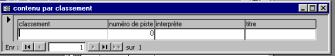 contenu par classement
classement numéro de piste interprète titre
0
Enr : 1 sur 1